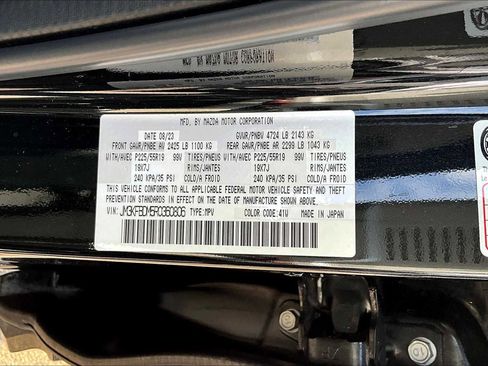 MFD. BY MAZDA MOTOR CORPORATION
DATE 08/23 GVWR/PNBV 4724 LB 2143 KG
FRONT GAWR/PNBE AV 2425 LB 1100 KG REAR GAWR/PNBE AR 2299 LB 1043 KG
WITH/AVEC P225/55R19 99V TIRES/PNEUS WITH/AVEC P225/55R19 99V TIRES/PNEUS
19X7J RIMS/JANTES 19X7J RIMS/JANTES
240 KPA/35 PSI COLD/A FROID 240 KPA/35 PSI COLD/A FROID
THIS VEHICLE CONFORMS TO ALL APPLICABLE FEDERAL MOTOR VEHICLE SAFETY AND THEFT
PREVENTION STANDARDS IN EFFECT ON THE DATE OF MANUFACTURE SHOWN ABOVE.
TYPE:MPV COLOR: 41W MADE IN JAPAN